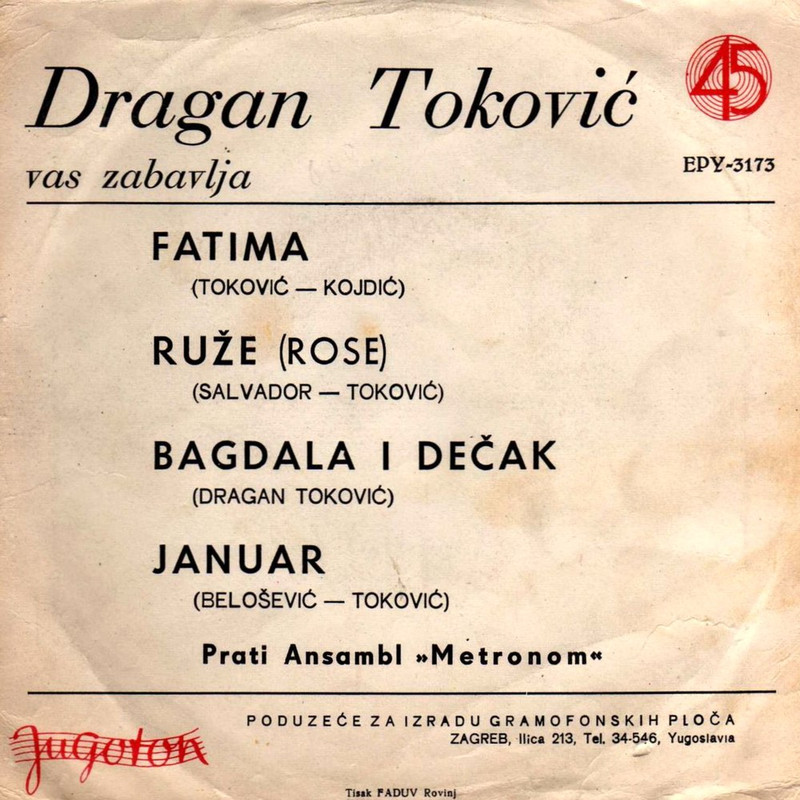 Dragan Toković
45
vas zabavlja
EPY-3173
FATIMA
(TOKOVIĆ — KOJDIĆ)
RUŽE (ROSE)
(SALVADOR — TOKOVIĆ)
BAGDALA I DEČAK
(DRAGAN TOKOVIĆ)
JANUAR
(BELOŠEVIĆ — TOKOVIĆ)
Prati Ansambl »Metronom«
PODUZEĆE ZA IZRADU GRAMOFONSKIH PLOČA
ZAGREB, Ilica 213, Tel. 34-546, Yugoslavia
Jugoton
Tisak FADUV Rovinj